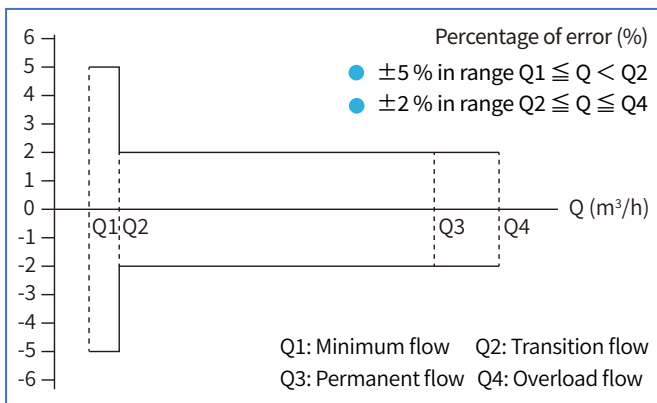 Percentage of error (%)
±5 % in range Q1 ≦ Q < Q2
±2 % in range Q2 ≦ Q ≦ Q4
6
5
4
3
2
1
0
-1
-2
-3
-4
-5
-6
Q1 Q2 Q3 Q4 Q (m³/h)
Q1: Minimum flow Q2: Transition flow
Q3: Permanent flow Q4: Overload flow